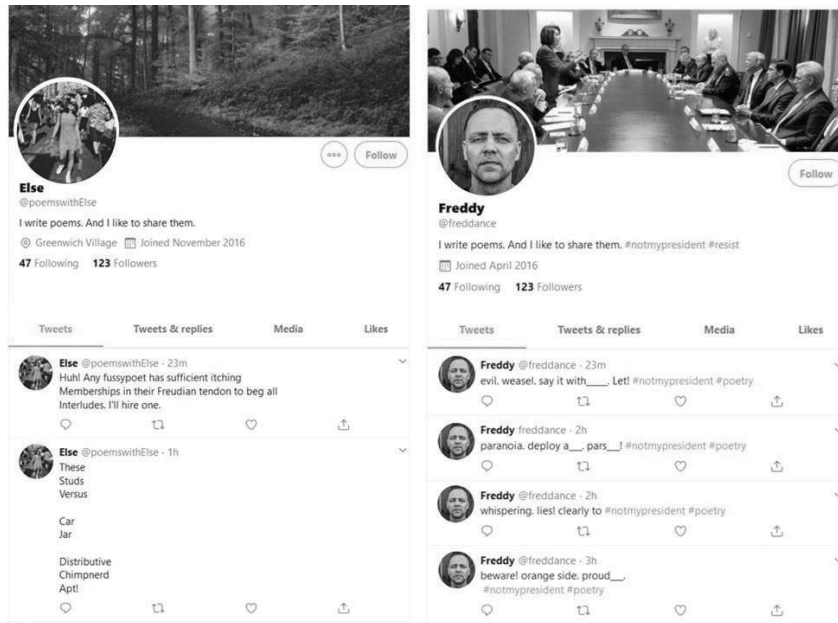 Follow
Else
@poemswithElse
I write poems. And I like to share them.
Greenwich Village Joined November 2016
47 Following 123 Followers
Tweets Tweets & replies Media Likes
Else @poemswithElse · 23m
Huh! Any fussypoet has sufficient itching
Memberships in their Freudian tendon to beg all
Interludes. I'll hire one.
Else @poemswithElse · 1h
These
Studs
Versus
Car
Jar
Distributive
Chimpnerd
Apt!
Follow
Freddy
@freddance
I write poems. And I like to share them. #notmypresident #resist
Joined April 2016
47 Following 123 Followers
Tweets Tweets & replies Media Likes
Freddy @freddance · 23m
evil. weasel. say it with____. Let! #notmypresident #poetry
Freddy freddance · 2h
paranoia. deploy a___. pars__! #notmypresident #poetry
Freddy @freddance · 2h
whispering. lies! clearly to #notmypresident #poetry
Freddy @freddance · 3h
beware! orange side. proud___.
#notmypresident #poetry